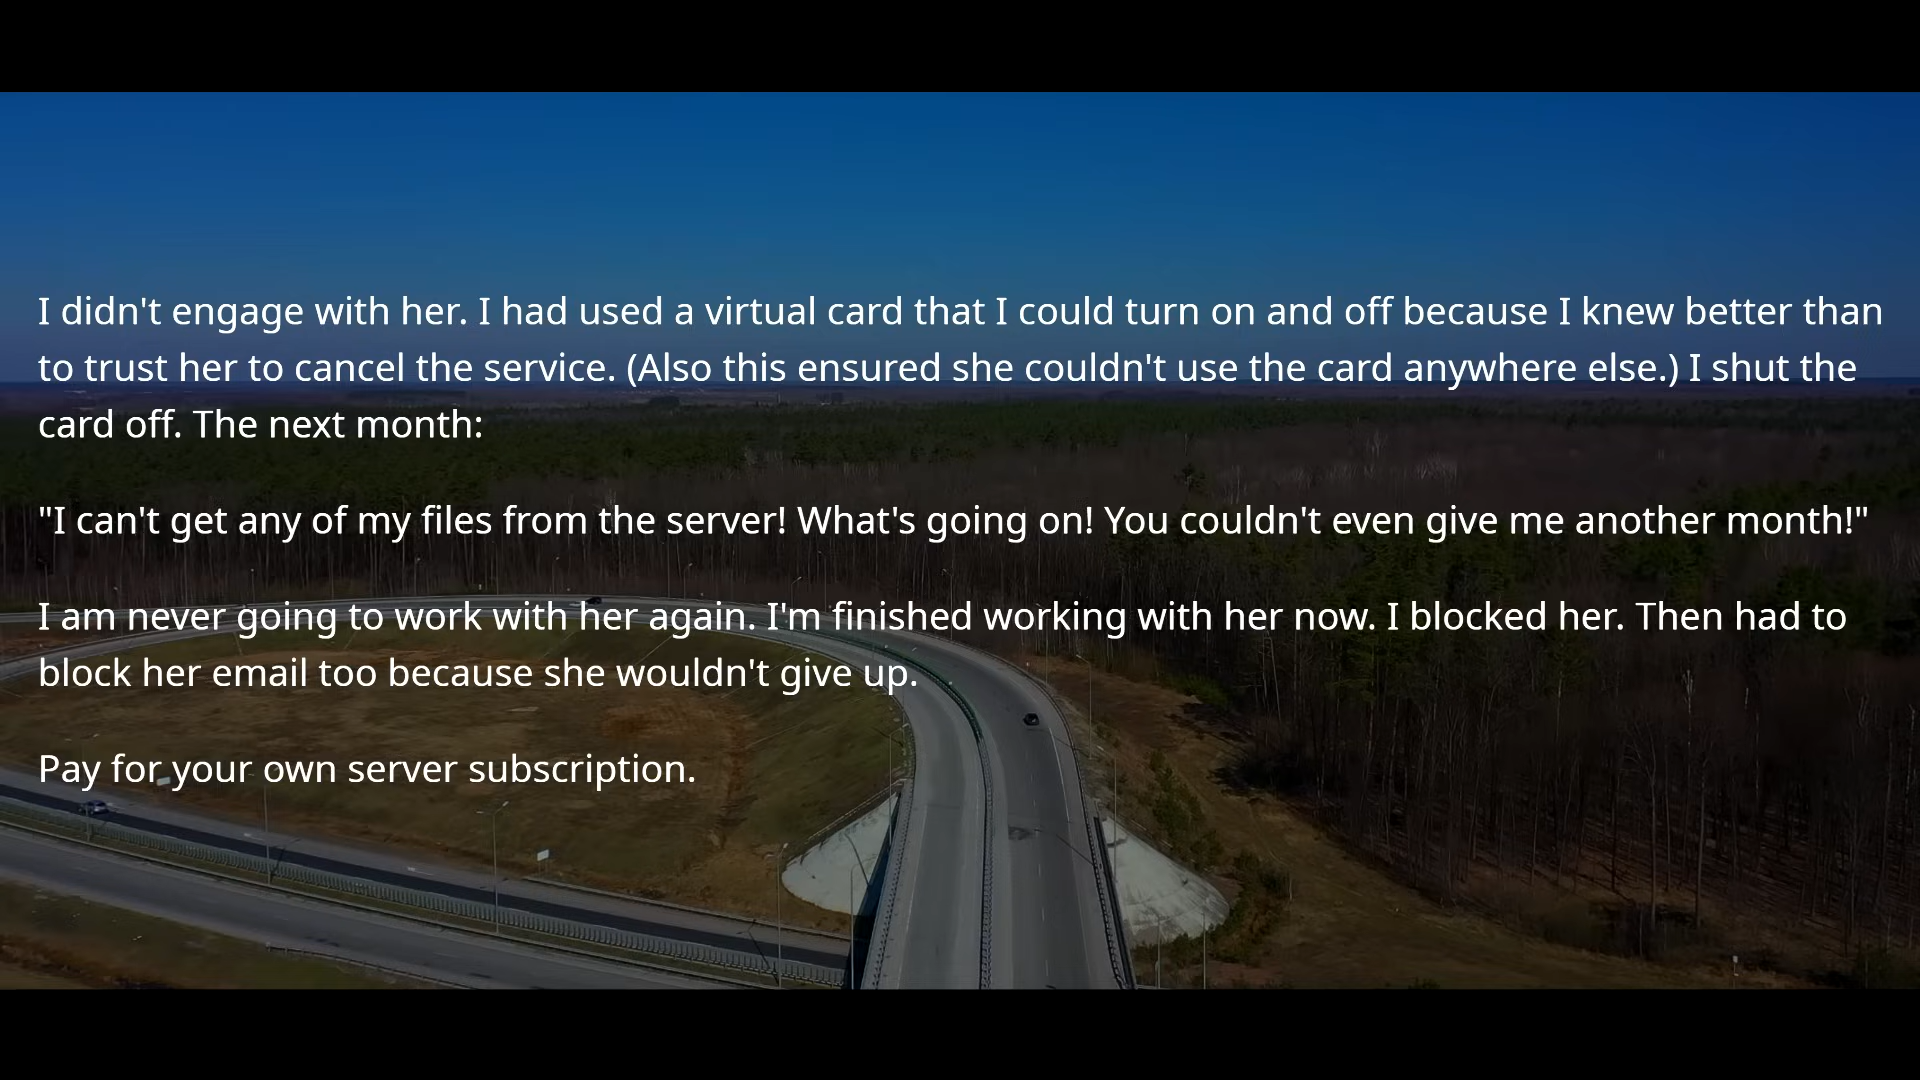 I didn't engage with her. I had used a virtual card that I could turn on and off because I knew better than
to trust her to cancel the service. (Also this ensured she couldn't use the card anywhere else.) I shut the
card off. The next month:
"I can't get any of my files from the server! What's going on! You couldn't even give me another month!"
I am never going to work with her again. I'm finished working with her now. I blocked her. Then had to
block her email too because she wouldn't give up.
Pay for your own server subscription.